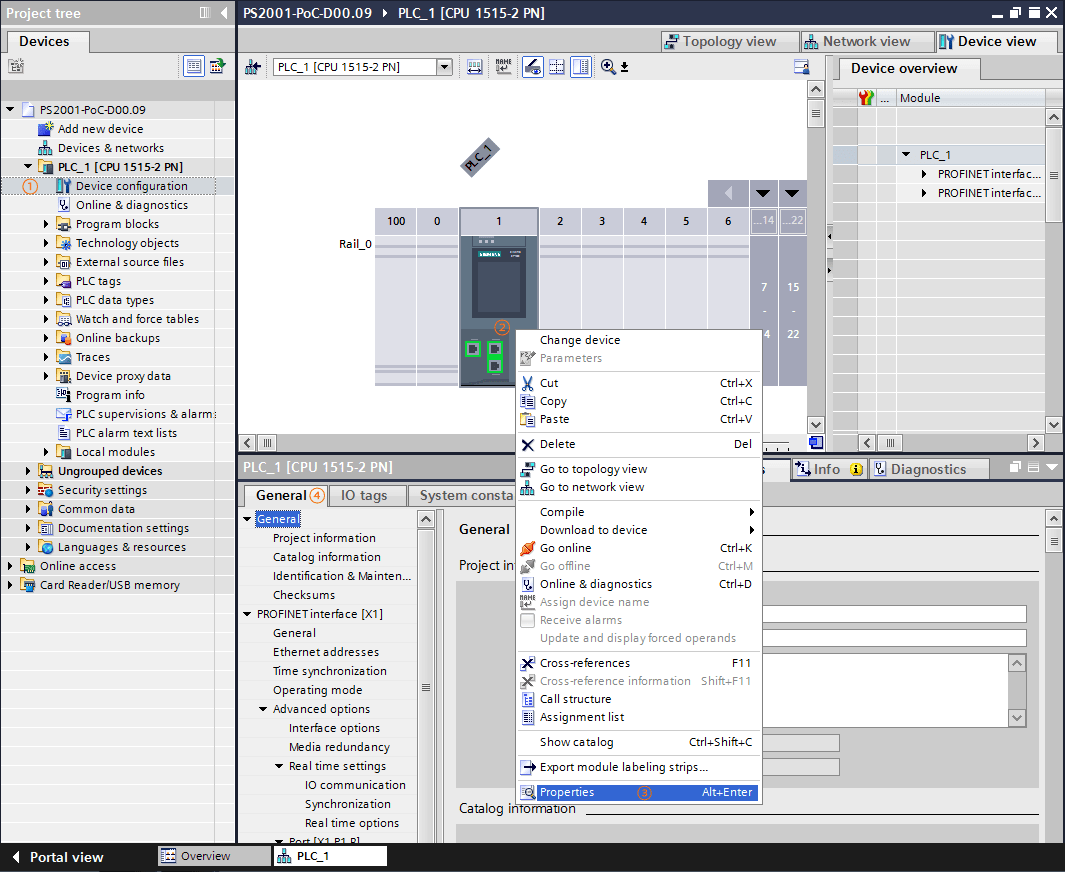 Project tree
PS2001-PoC-D00.09 PLC_1 [CPU 1515-2 PN]
Devices
Topology view
Network view
Device view
PLC_1 [CPU 1515-2 PN]
NAME
Device overview
... Module
PLC_1
PROFINET interfac...
PROFINET interfac...
PS2001-PoC-D00.09
Add new device
Devices & networks
PLC_1 [CPU 1515-2 PN]
1 Device configuration
Online & diagnostics
Program blocks
Technology objects
External source files
PLC tags
PLC data types
Watch and force tables
Online backups
Traces
Device proxy data
Program info
PLC supervisions & alarms
PLC alarm text lists
Local modules
Ungrouped devices
Security settings
Common data
Documentation settings
Languages & resources
Online access
Card Reader/USB memory
PLC_1
100 0 1 2 3 4 5 6 ...14 ...22
Rail_0
SIEMENS
7 15
- -
4 22
2
Change device
Parameters
Cut Ctrl+X
Copy Ctrl+C
Paste Ctrl+V
Delete Del
Go to topology view
Go to network view
Compile
Download to device
Go online Ctrl+K
Go offline Ctrl+M
Online & diagnostics Ctrl+D
NAME Assign device name
Receive alarms
Update and display forced operands
Cross-references F11
Cross-reference information Shift+F11
Call structure
Assignment list
Show catalog Ctrl+Shift+C
Export module labeling strips...
Properties 3 Alt+Enter
PLC_1 [CPU 1515-2 PN]
s
Info
Diagnostics
General 4
IO tags
System consta
General
Project information
Catalog information
Identification & Mainten...
Checksums
PROFINET interface [X1]
General
Ethernet addresses
Time synchronization
Operating mode
Advanced options
Interface options
Media redundancy
Real time settings
IO communication
Synchronization
Real time options
Port [X1 P1 R]
General
Project in
Catalog information
Portal view
Overview
PLC_1